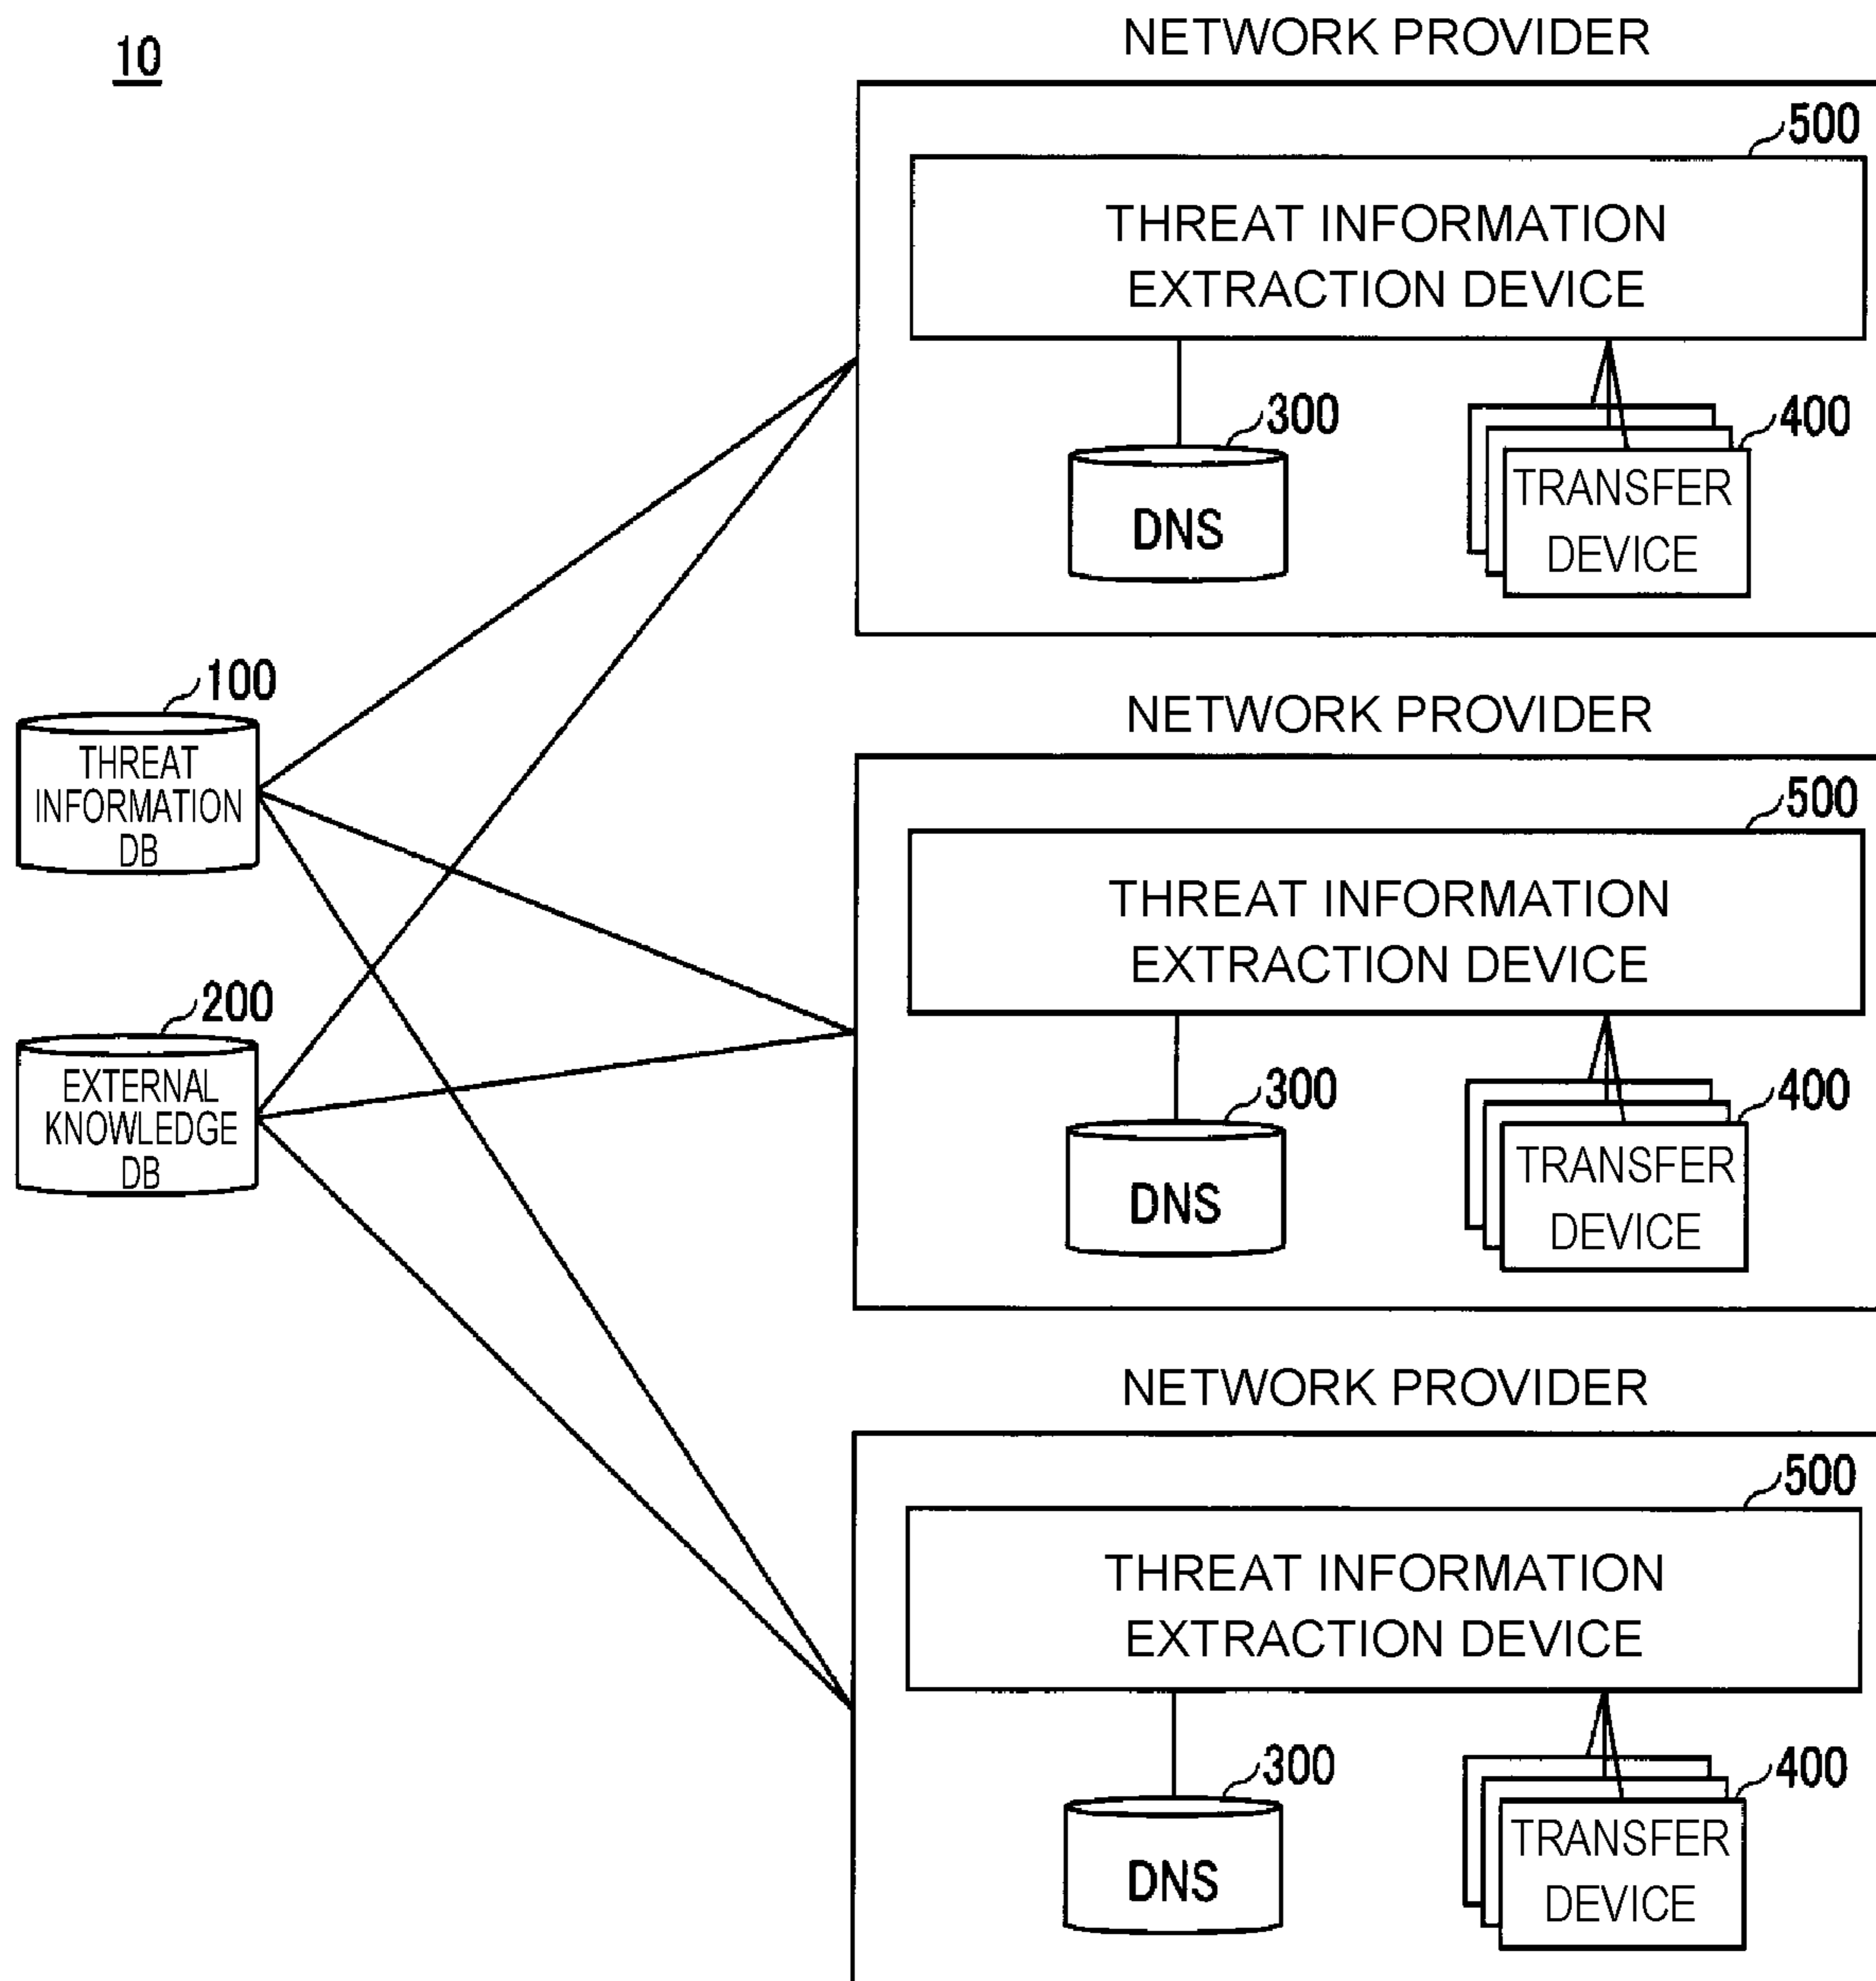 10
NETWORK PROVIDER
500
THREAT INFORMATION
EXTRACTION DEVICE
300
DNS
400
TRANSFER
DEVICE
100
THREAT
INFORMATION
DB
NETWORK PROVIDER
500
THREAT INFORMATION
EXTRACTION DEVICE
200
EXTERNAL
KNOWLEDGE
DB
300
DNS
400
TRANSFER
DEVICE
NETWORK PROVIDER
500
THREAT INFORMATION
EXTRACTION DEVICE
300
DNS
400
TRANSFER
DEVICE